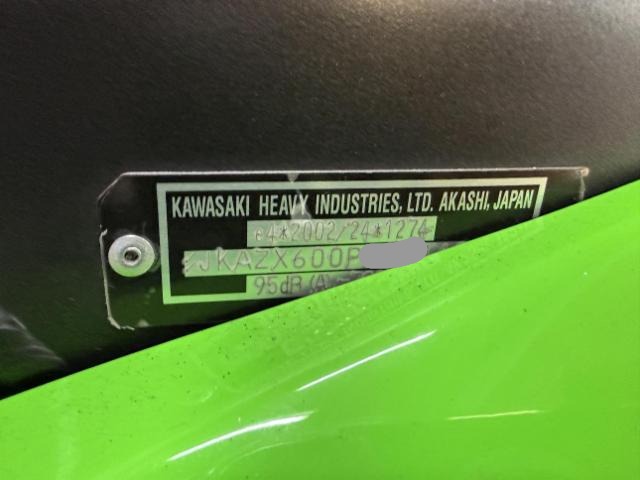 KAWASAKI HEAVY INDUSTRIES, LTD. AKASHI, JAPAN
e4*2002/24*1274
JKAZX600P
95dB(A)